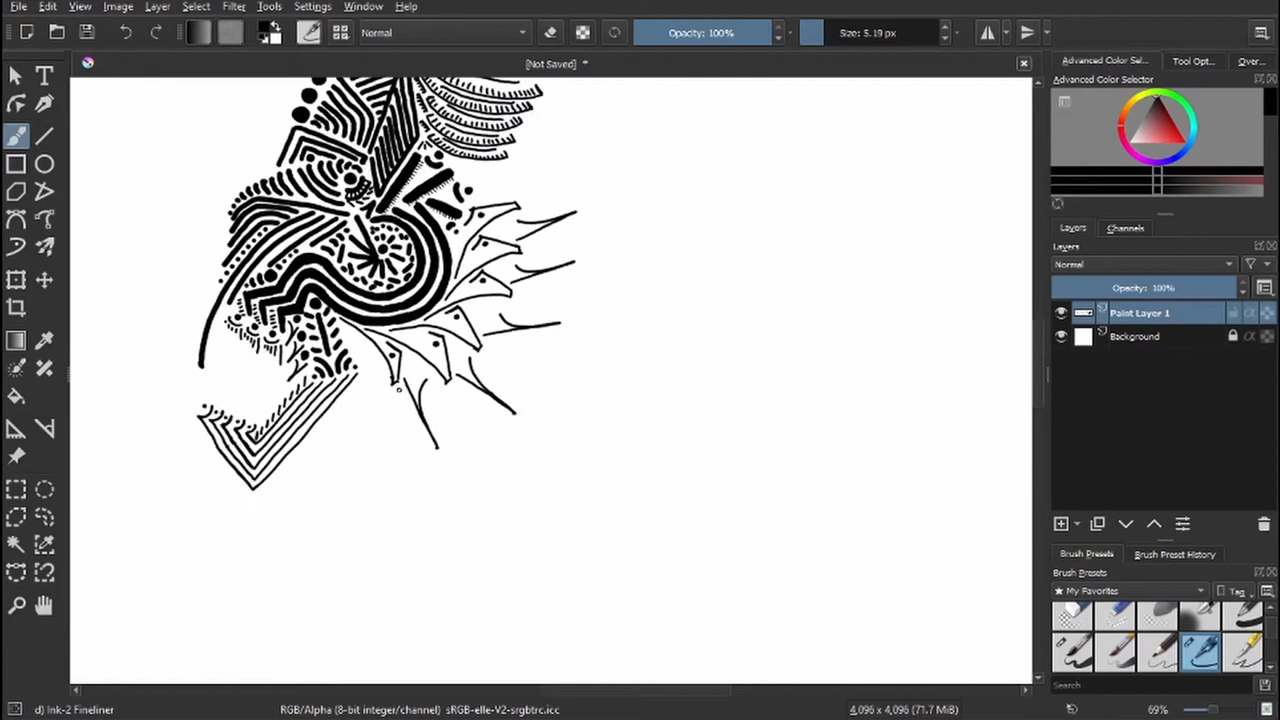 File Edit View Image Layer Select Filter Tools Settings Window Help
Normal Opacity: 100% Size: 5.19 px
[Not Saved] *
Advanced Color Sel... Tool Opt... Over...
Advanced Color Selector
Layers Channels
Layers
Normal
Opacity: 100%
Paint Layer 1
Background
Brush Presets Brush Preset History
Brush Presets
★ My Favorites Tag
Search
d) Ink-2 Fineliner RGB/Alpha (8-bit integer/channel) sRGB-elle-V2-srgbtrc.icc 4,096 x 4,096 (71.7 MiB) 69%